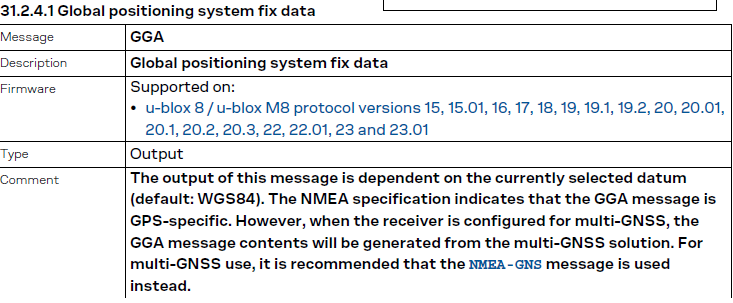 31.2.4.1 Global positioning system fix data
Message GGA
Description Global positioning system fix data
Firmware Supported on:
• u-blox 8 / u-blox M8 protocol versions 15, 15.01, 16, 17, 18, 19, 19.1, 19.2, 20, 20.01,
20.1, 20.2, 20.3, 22, 22.01, 23 and 23.01
Type Output
Comment The output of this message is dependent on the currently selected datum
(default: WGS84). The NMEA specification indicates that the GGA message is
GPS-specific. However, when the receiver is configured for multi-GNSS, the
GGA message contents will be generated from the multi-GNSS solution. For
multi-GNSS use, it is recommended that the NMEA-GNS message is used
instead.